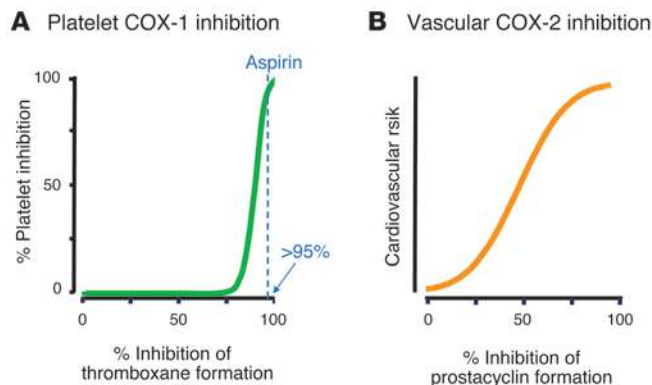 A Platelet COX-1 inhibition
Aspirin
100
50
0
% Platelet inhibition
>95%
0 50 100
% Inhibition of
thromboxane formation
B Vascular COX-2 inhibition
Cardiovascular rsik
0 50 100
% Inhibition of
prostacyclin formation